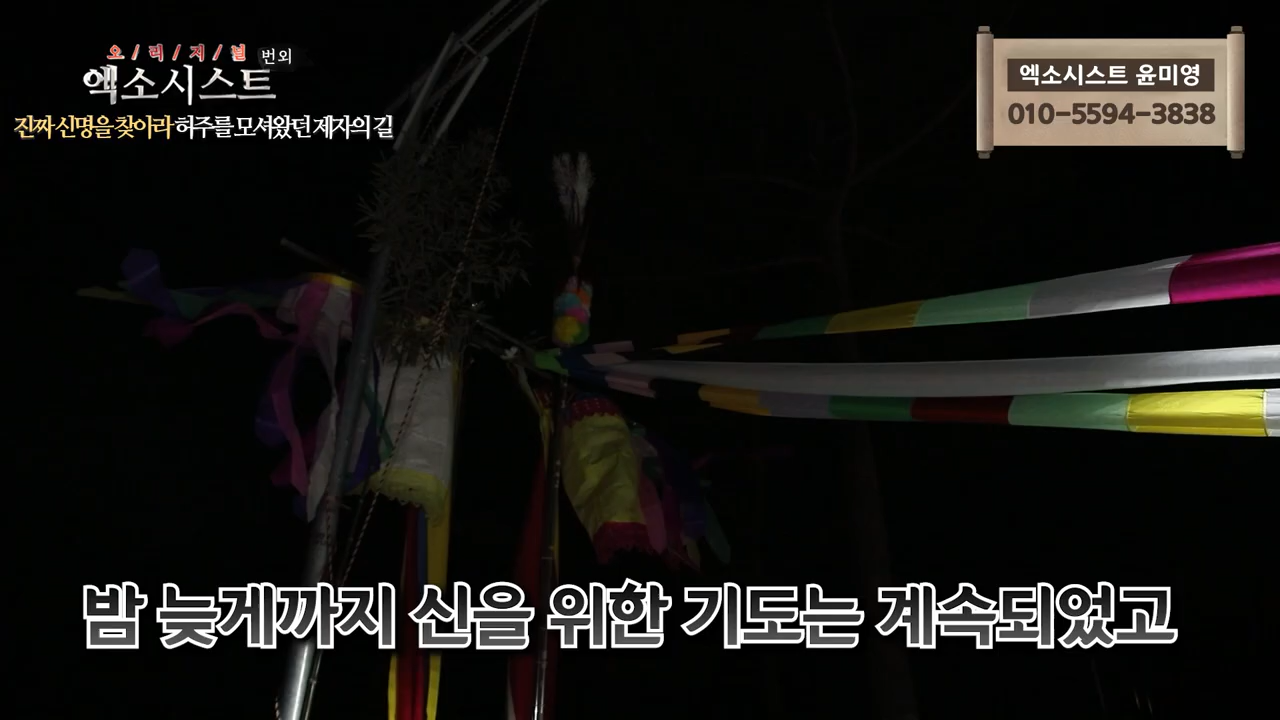 오/리/지/널 번외
엑소시스트
진짜 신명을 찾아라 허주를 모셔왔던 제자의 길
엑소시스트 윤미영
010-5594-3838
밤 늦게까지 신을 위한 기도는 계속되었고